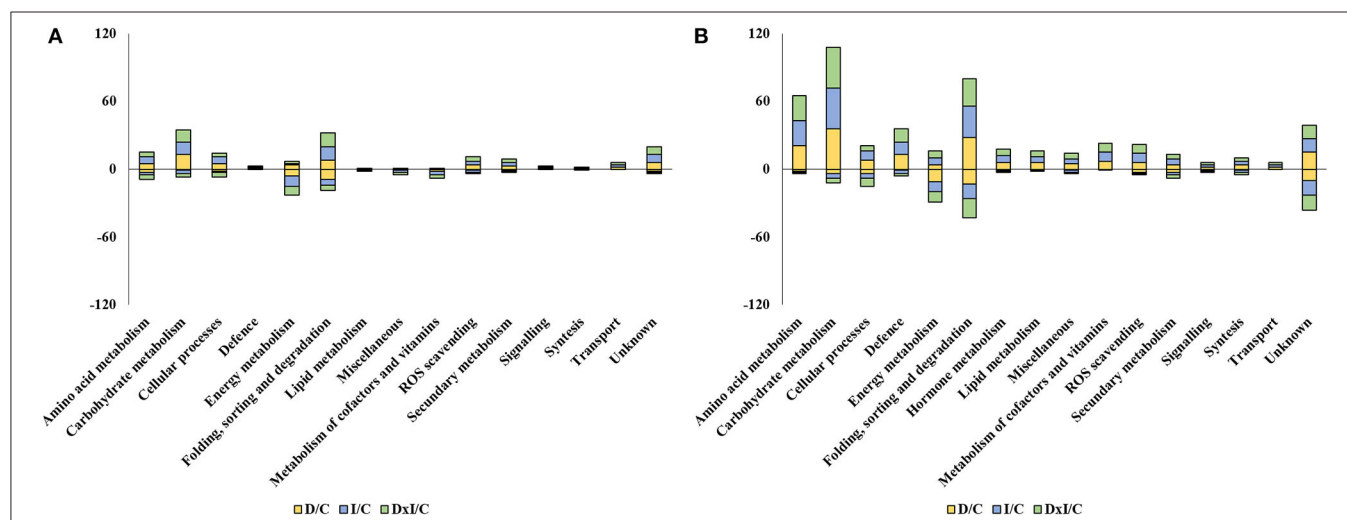 A
120
60
0
-60
-120
Amino acid metabolism
Carbohydrate metabolism
Cellular processes
Defence
Energy metabolism
Folding, sorting and degradation
Lipid metabolism
Miscellaneous
Metabolism of cofactors and vitamins
ROS scavending
Secundary metabolism
Signalling
Syntesis
Transport
Unknown
D/C I/C DxI/C
B
120
60
0
-60
-120
Amino acid metabolism
Carbohydrate metabolism
Cellular processes
Defence
Energy metabolism
Folding, sorting and degradation
Hormone metabolism
Lipid metabolism
Miscellaneous
Metabolism of cofactors and vitamins
ROS scavending
Secundary metabolism
Signalling
Syntesis
Transport
Unknown
D/C I/C DxI/C